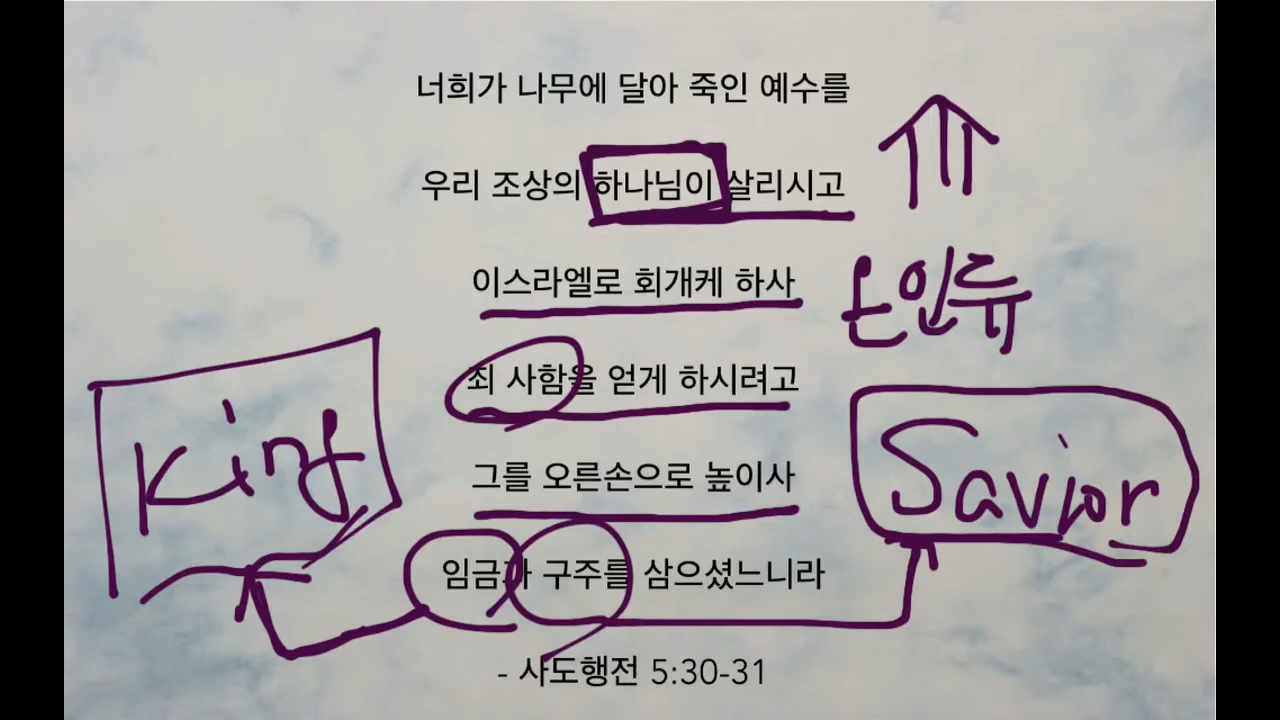 너희가 나무에 달아 죽인 예수를
우리 조상의 하나님이 살리시고
이스라엘로 회개케 하사
온인류
죄 사함을 얻게 하시려고
King
Savior
그를 오른손으로 높이사
임금과 구주를 삼으셨느니라
- 사도행전 5:30-31